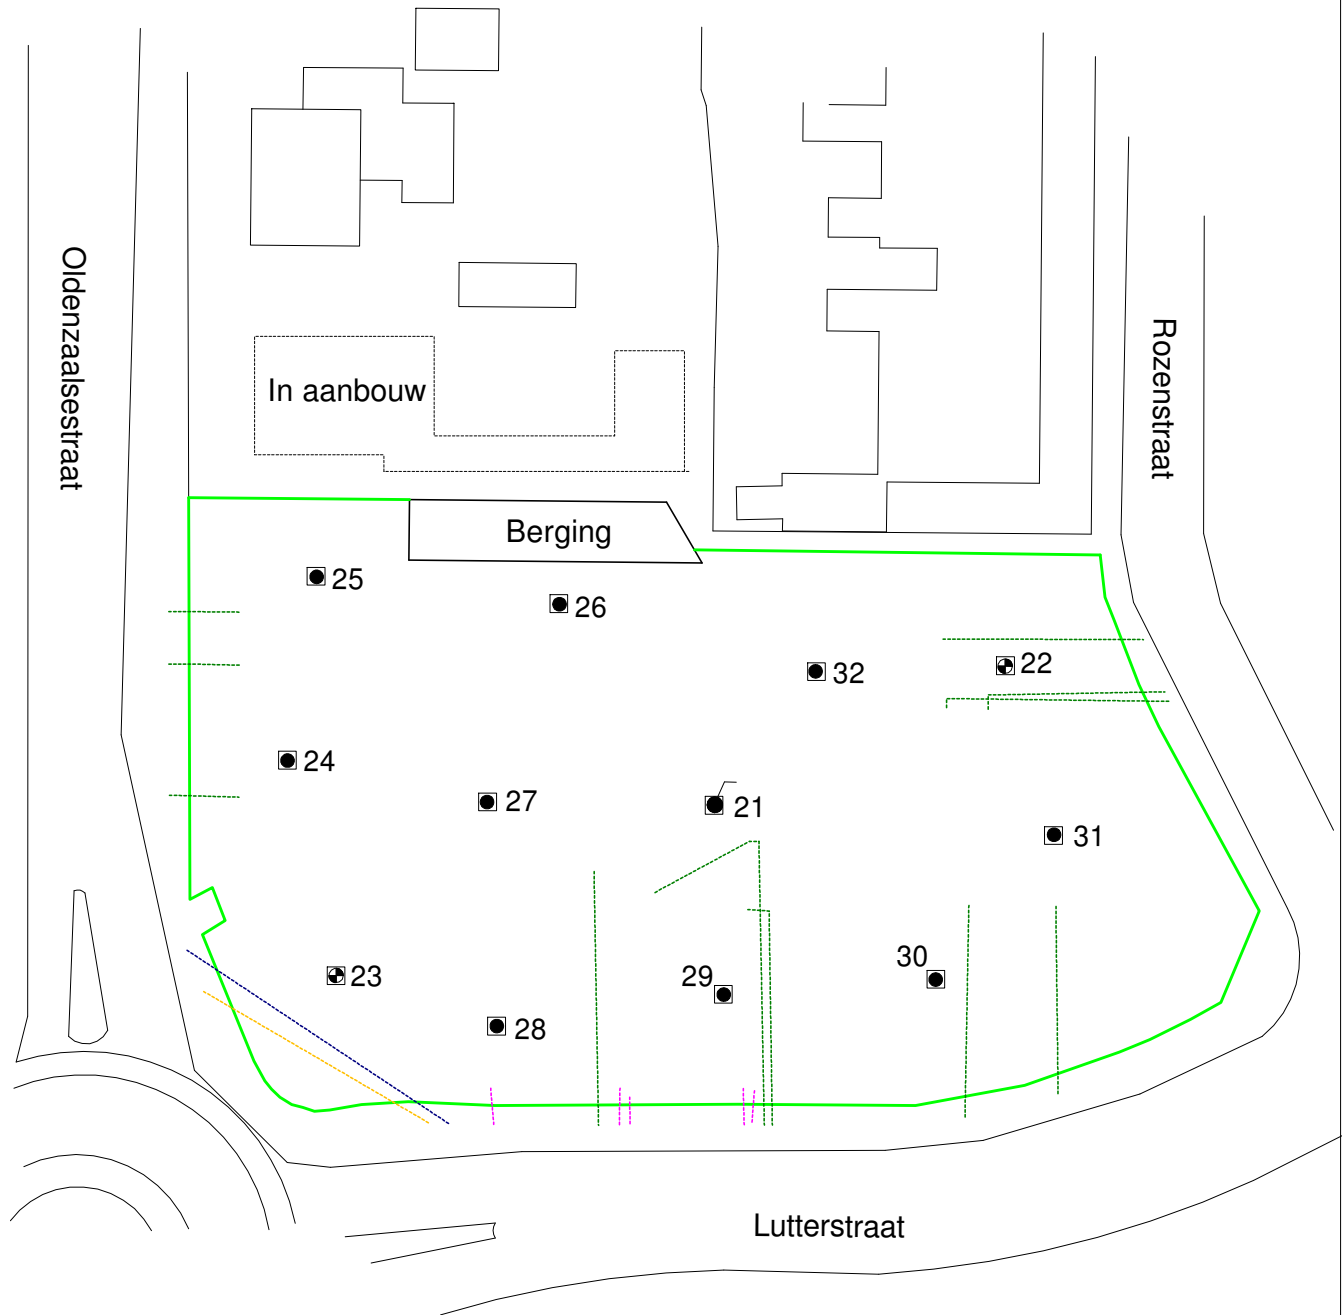 Oldenzaalsestraat
Rozenstraat
In aanbouw
Berging
25
26
32
22
24
27
21
31
23
29
30
28
Lutterstraat